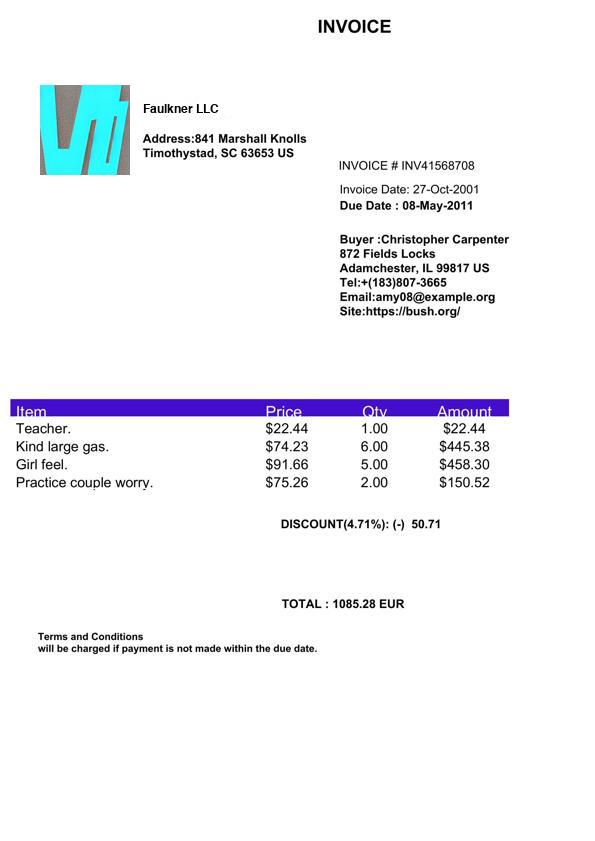 INVOICE
Faulkner LLC
Address:841 Marshall Knolls
Timothystad, SC 63653 US
INVOICE # INV41568708
Invoice Date: 27-Oct-2001
Due Date : 08-May-2011
Buyer :Christopher Carpenter
872 Fields Locks
Adamchester, IL 99817 US
Tel:+(183)807-3665
Email:amy08@example.org
Site:https://bush.org/
Item Price Qty Amount
Teacher. $22.44 1.00 $22.44
Kind large gas. $74.23 6.00 $445.38
Girl feel. $91.66 5.00 $458.30
Practice couple worry. $75.26 2.00 $150.52
DISCOUNT(4.71%): (-) 50.71
TOTAL : 1085.28 EUR
Terms and Conditions
will be charged if payment is not made within the due date.